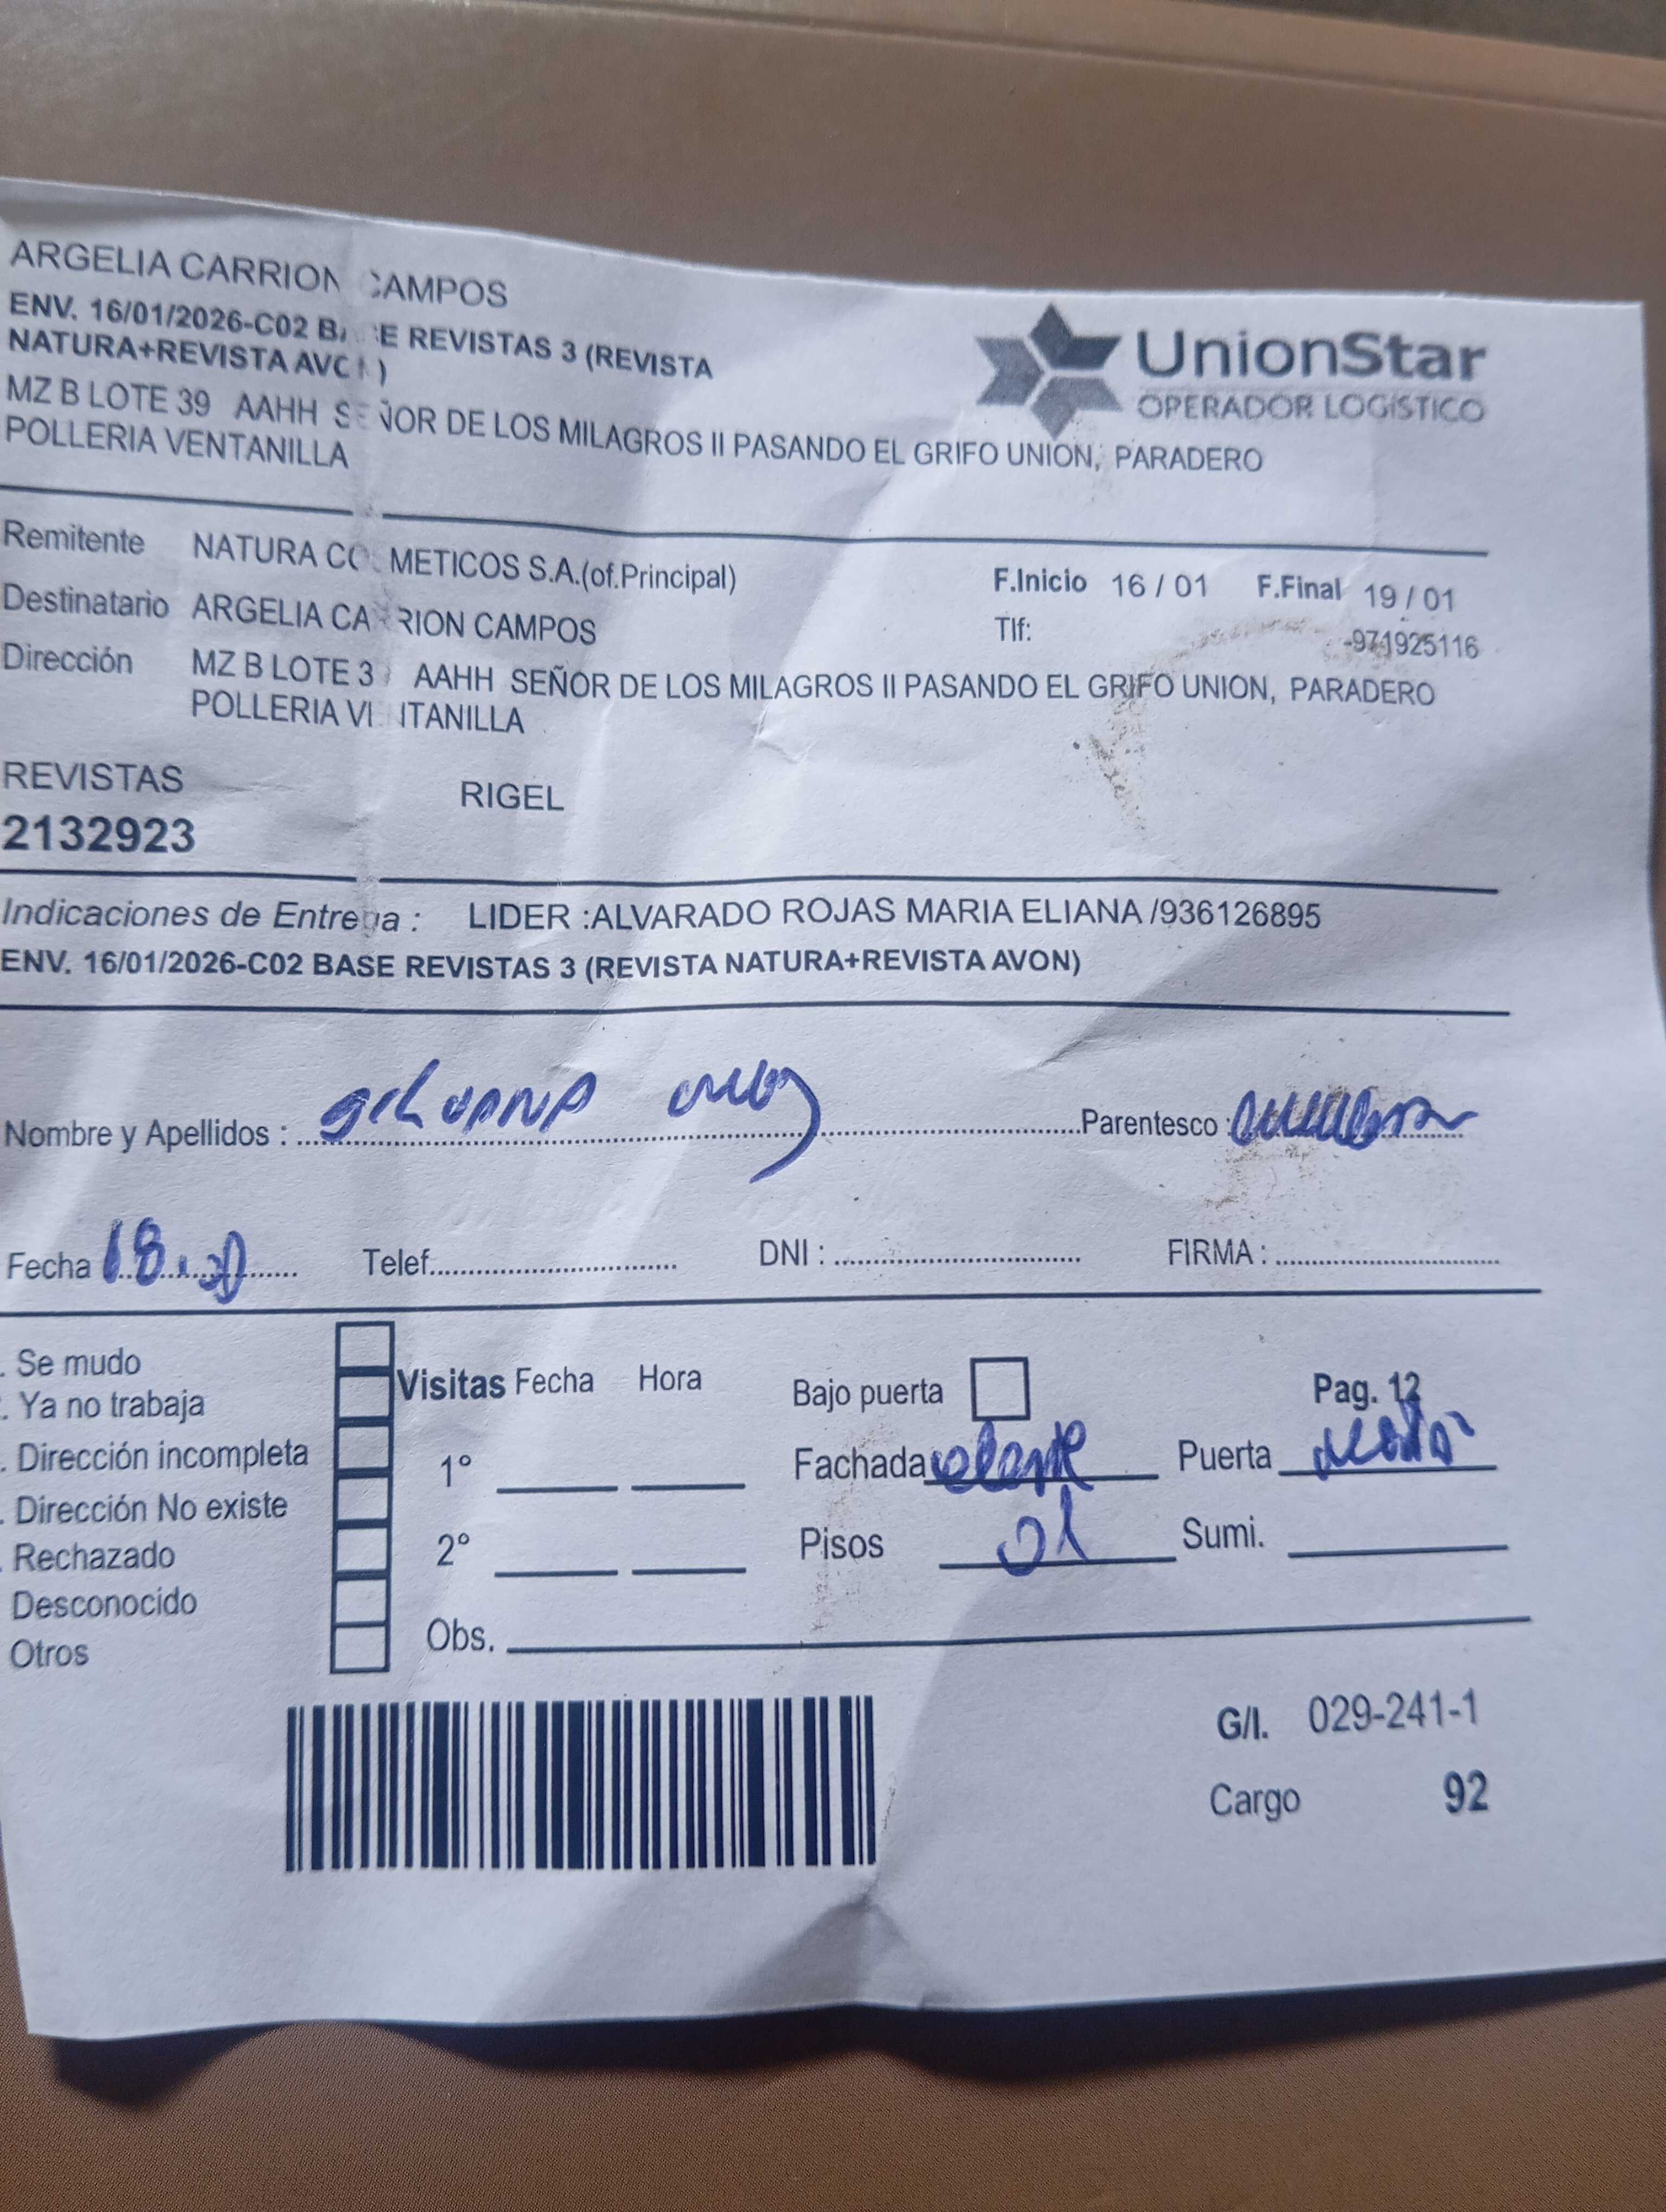 ARGELIA CARRION CAMPOS
ENV. 16/01/2026-C02 BASE REVISTAS 3 (REVISTA
NATURA+REVISTA AVON)
MZ B LOTE 39 AAHH SEÑOR DE LOS MILAGROS II PASANDO EL GRIFO UNION, PARADERO
POLLERIA VENTANILLA
UnionStar
OPERADOR LOGÍSTICO
Remitente NATURA COSMETICOS S.A.(of.Principal)
F.Inicio 16 / 01 F.Final 19 / 01
Destinatario ARGELIA CARRION CAMPOS
Tlf: -971925116
Dirección MZ B LOTE 3 AAHH SEÑOR DE LOS MILAGROS II PASANDO EL GRIFO UNION, PARADERO
POLLERIA VENTANILLA
REVISTAS RIGEL
2132923
Indicaciones de Entrega : LIDER :ALVARADO ROJAS MARIA ELIANA /936126895
ENV. 16/01/2026-C02 BASE REVISTAS 3 (REVISTA NATURA+REVISTA AVON)
Nombre y Apellidos : Parentesco :
Fecha Telef. DNI : FIRMA :
. Se mudo
. Ya no trabaja
. Dirección incompleta
. Dirección No existe
. Rechazado
Desconocido
Otros
Visitas Fecha Hora
1°
2°
Obs.
Bajo puerta Pag. 12
Fachada Puerta
Pisos 01 Sumi.
G/I. 029-241-1
Cargo 92